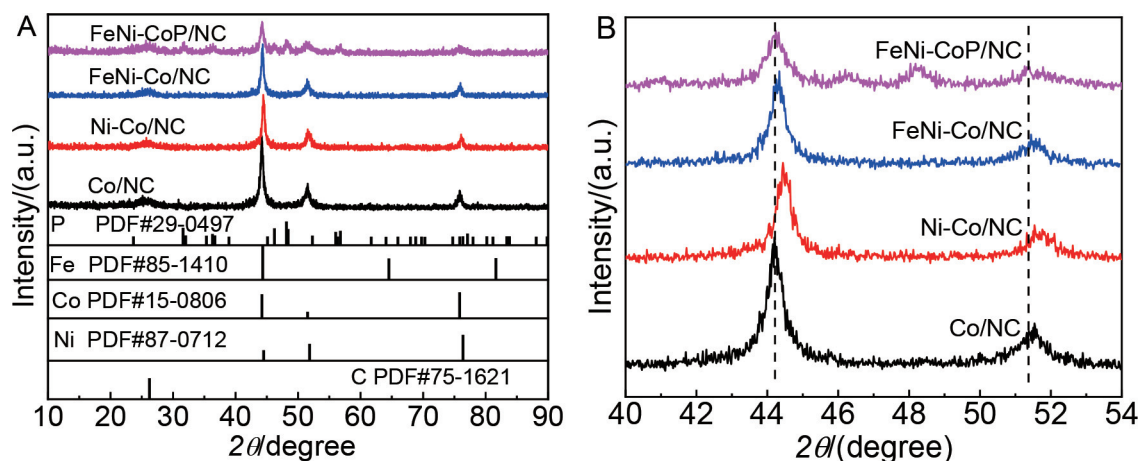 A
FeNi-CoP/NC
FeNi-Co/NC
Ni-Co/NC
Co/NC
P PDF#29-0497
Fe PDF#85-1410
Co PDF#15-0806
Ni PDF#87-0712
C PDF#75-1621
Intensity/(a.u.)
10 20 30 40 50 60 70 80 90
2θ/degree
B
FeNi-CoP/NC
FeNi-Co/NC
Ni-Co/NC
Co/NC
Intensity/(a.u.)
40 42 44 46 48 50 52 54
2θ/(degree)